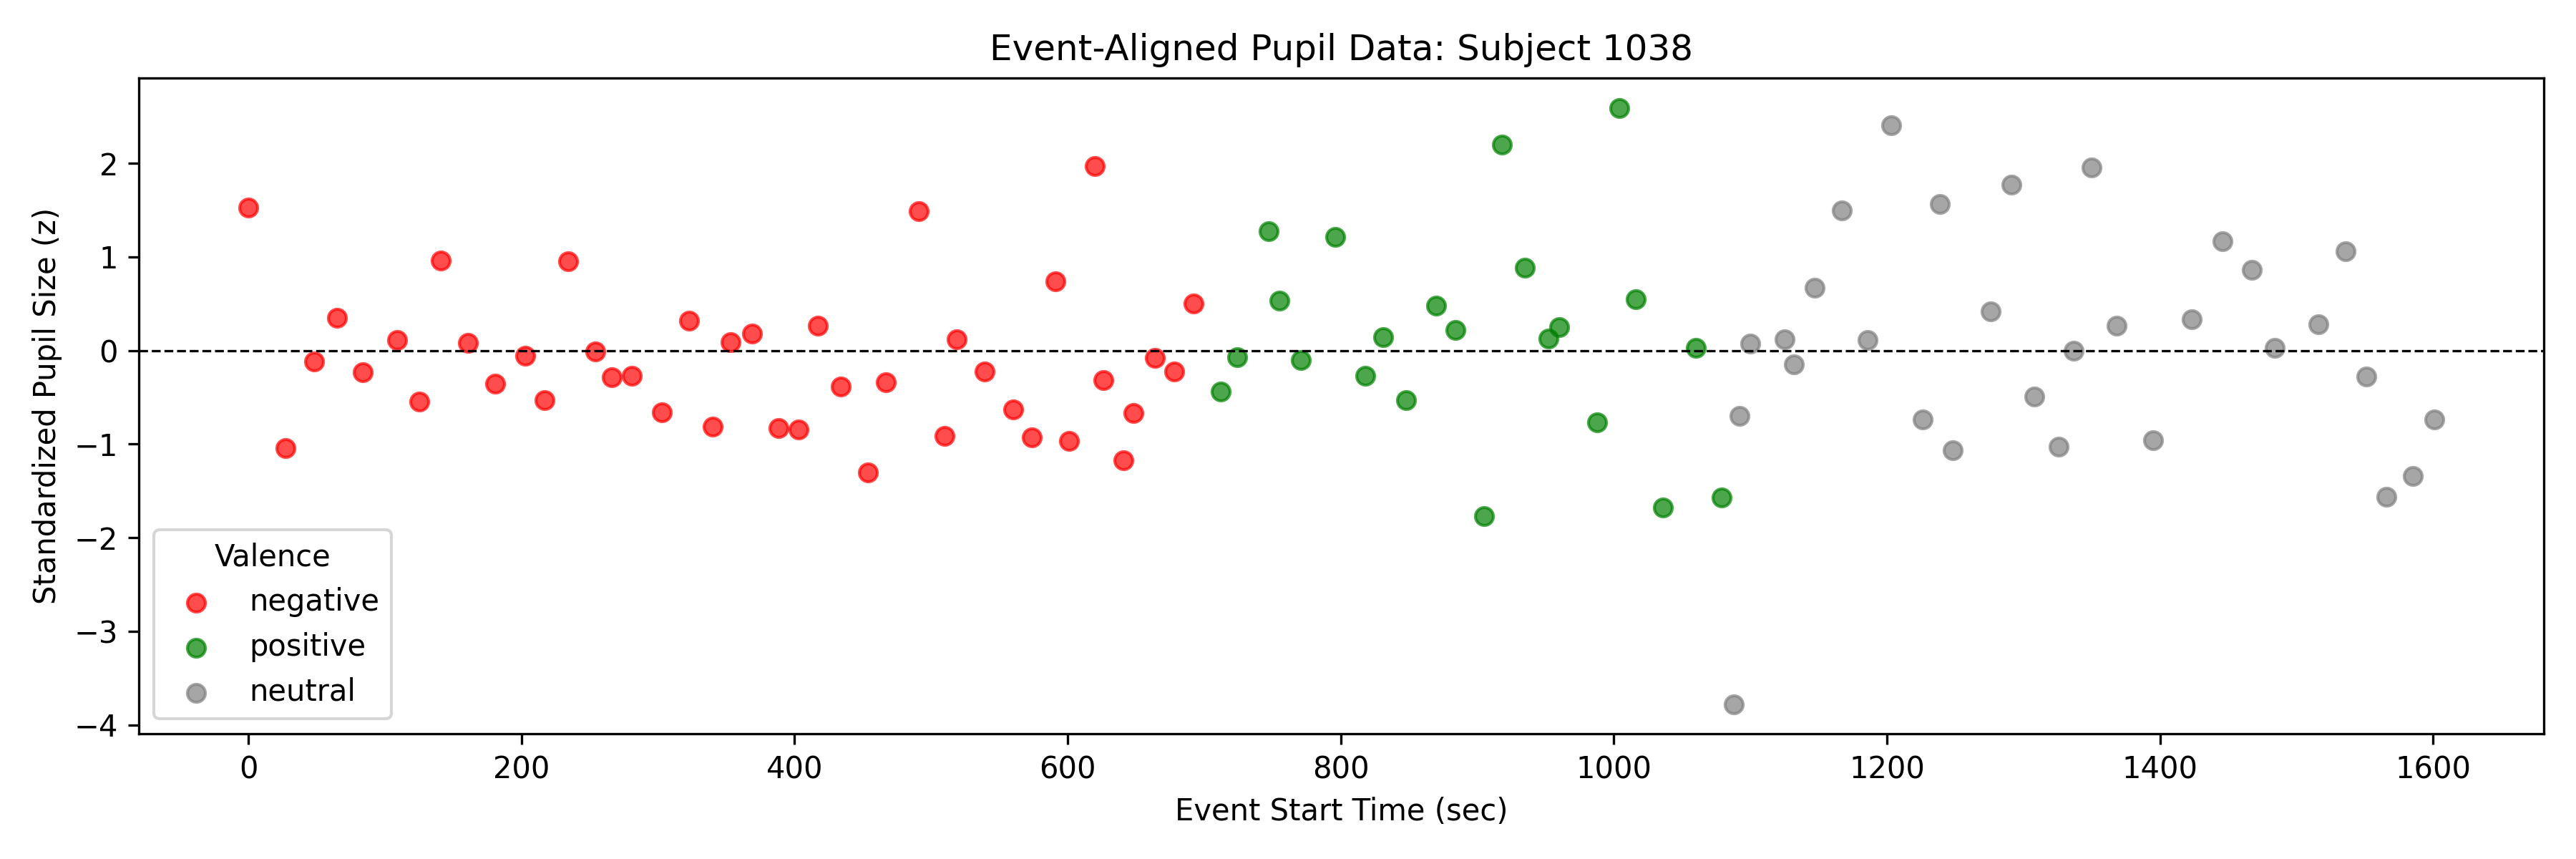 Event-Aligned Pupil Data: Subject 1038
Standardized Pupil Size (z)
2
1
0
−1
−2
−3
−4
Valence
negative
positive
neutral
0 200 400 600 800 1000 1200 1400 1600
Event Start Time (sec)